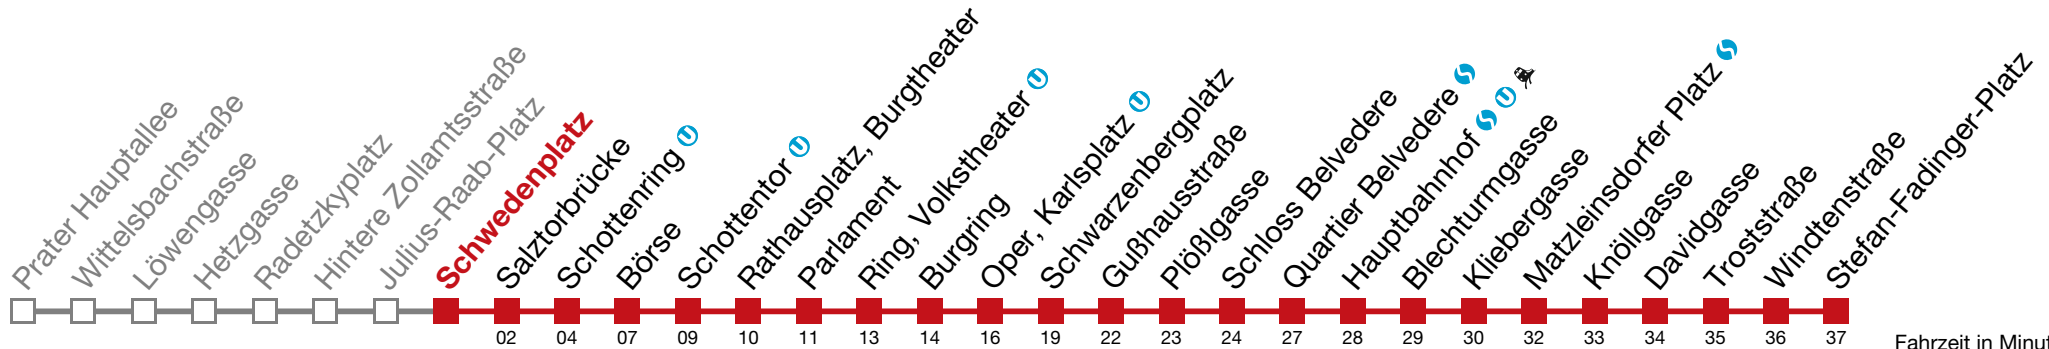 Prater Hauptallee
Wittelsbachstraße
Löwengasse
Hetzgasse
Radetzkyplatz
Hintere Zollamtsstraße
Julius-Raab-Platz
Schwedenplatz
Salztorbrücke
Schottenring U
Börse
Schottentor U
Rathausplatz, Burgtheater
Parlament
Ring, Volkstheater U
Burgring
Oper, Karlsplatz U
Schwarzenbergplatz
Gußhausstraße
Plößlgasse
Schloss Belvedere
Quartier Belvedere S
Hauptbahnhof S U
Blechturmgasse
Kliebergasse
Matzleinsdorfer Platz S
Knöllgasse
Davidgasse
Troststraße
Windtenstraße
Stefan-Fadinger-Platz
02 04 07 09 10 11 13 14 16 19 22 23 24 27 28 29 30 32 33 34 35 36 37
Fahrzeit in Minut